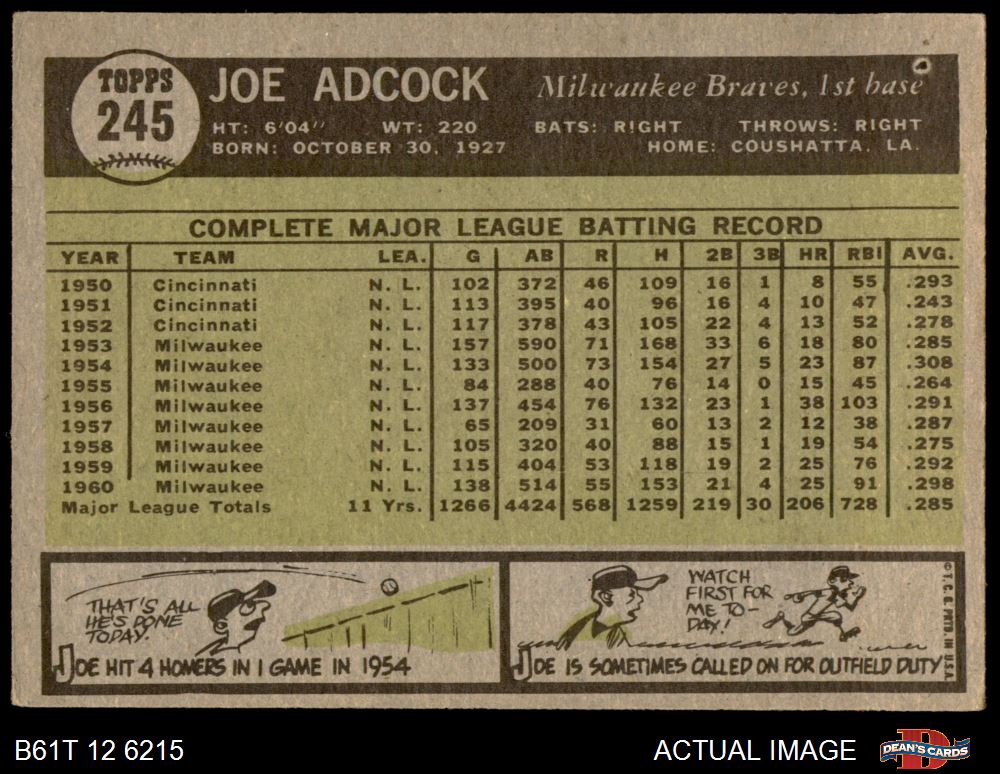 TOPPS
245
JOE ADCOCK
Milwaukee Braves, 1st base
HT: 6'04" WT: 220 BATS: RIGHT THROWS: RIGHT
BORN: OCTOBER 30, 1927 HOME: COUSHATTA, LA.
COMPLETE MAJOR LEAGUE BATTING RECORD
YEAR TEAM LEA. G AB R H 2B 3B HR RBI AVG.
1950 Cincinnati N. L. 102 372 46 109 16 1 8 55 .293
1951 Cincinnati N. L. 113 395 40 96 16 4 10 47 .243
1952 Cincinnati N. L. 117 378 43 105 22 4 13 52 .278
1953 Milwaukee N. L. 157 590 71 168 33 6 18 80 .285
1954 Milwaukee N. L. 133 500 73 154 27 5 23 87 .308
1955 Milwaukee N. L. 84 288 40 76 14 0 15 45 .264
1956 Milwaukee N. L. 137 454 76 132 23 1 38 103 .291
1957 Milwaukee N. L. 65 209 31 60 13 2 12 38 .287
1958 Milwaukee N. L. 105 320 40 88 15 1 19 54 .275
1959 Milwaukee N. L. 115 404 53 118 19 2 25 76 .292
1960 Milwaukee N. L. 138 514 55 153 21 4 25 91 .298
Major League Totals 11 Yrs. 1266 4424 568 1259 219 30 206 728 .285
THAT'S ALL
HE'S DONE
TODAY.
JOE HIT 4 HOMERS IN 1 GAME IN 1954
WATCH
FIRST FOR
ME TO-
DAY!
JOE IS SOMETIMES CALLED ON FOR OUTFIELD DUTY
© T. C. G. PRTD. IN U.S.A.
B61T 12 6215
ACTUAL IMAGE
DEAN'S CARDS